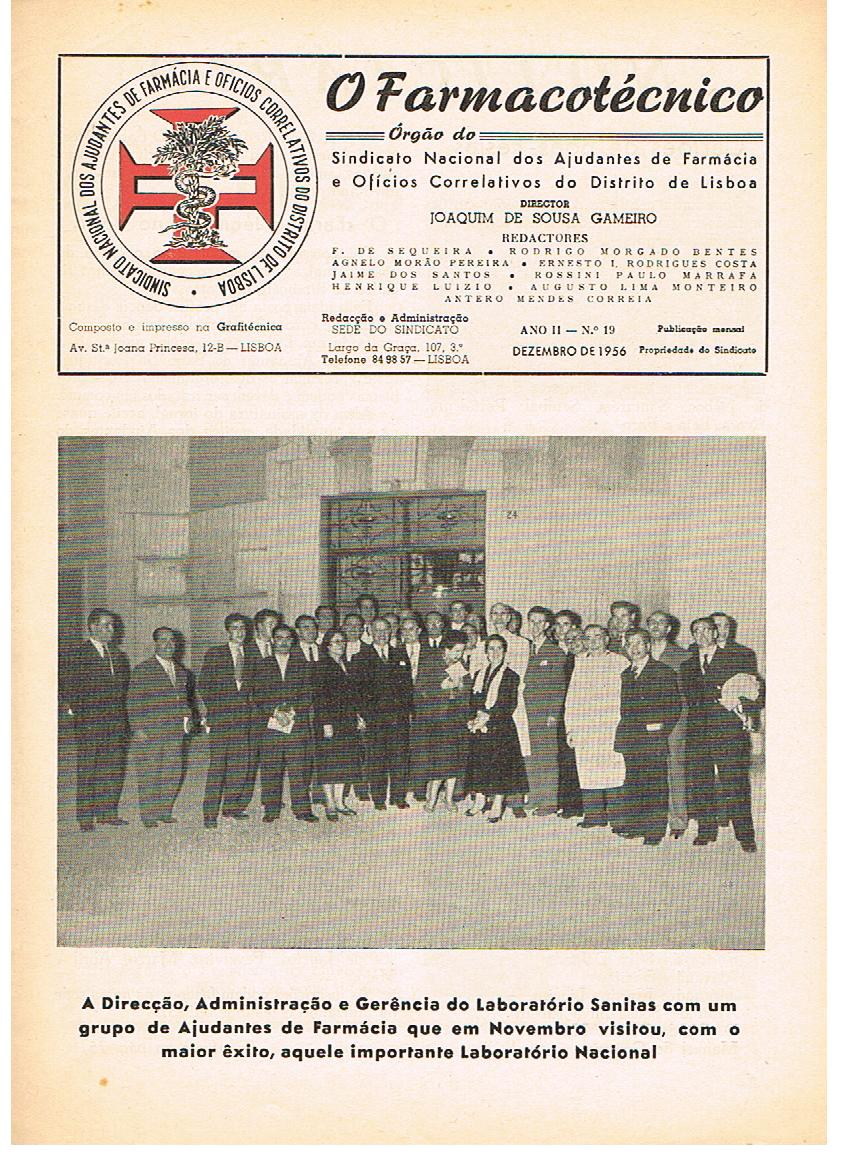 SINDICATO NACIONAL DOS AJUDANTES DE FARMÁCIA E OFÍCIOS CORRELATIVOS DO DISTRITO DE LISBOA •
O Farmacotécnico
Órgão do
Sindicato Nacional dos Ajudantes de Farmácia
e Ofícios Correlativos do Distrito de Lisboa
DIRECTOR
JOAQUIM DE SOUSA GAMEIRO
REDACTORES
F. DE SEQUEIRA • RODRIGO MORGADO BENTES
AGNELO MORÃO PEREIRA • ERNESTO I. RODRIGUES COSTA
JAIME DOS SANTOS • ROSSINI PAULO MARRAFA
HENRIQUE LUIZIO • AUGUSTO LIMA MONTEIRO
ANTERO MENDES CORREIA
Composto e impresso na Grafitécnica
Av. St.ª Joana Princesa, 12-B — LISBOA
Redacção e Administração
SEDE DO SINDICATO
Largo da Graça, 107, 3.º
Telefone 84 98 57 — LISBOA
ANO II — N.º 19
Publicação mensal
DEZEMBRO DE 1956
Propriedade do Sindicato
24
A Direcção, Administração e Gerência do Laboratório Sanitas com um
grupo de Ajudantes de Farmácia que em Novembro visitou, com o
maior êxito, aquele importante Laboratório Nacional